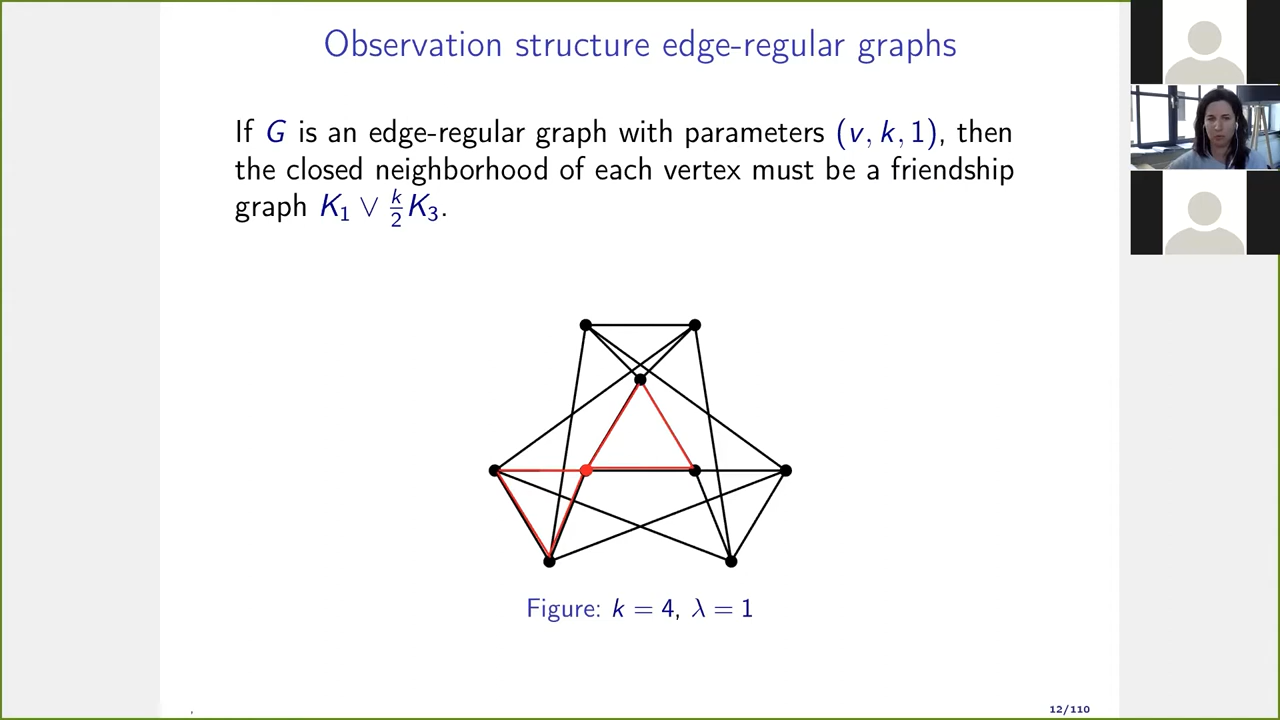 Observation structure edge-regular graphs
If G is an edge-regular graph with parameters (v, k, 1), then
the closed neighborhood of each vertex must be a friendship
graph K₁ ∨ k/2 K₃.
Figure: k = 4, λ = 1
12/110